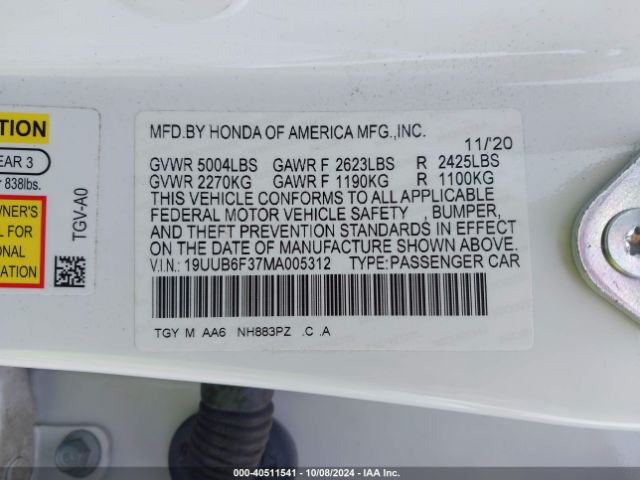 TION
EAR 3
r 838lbs.
WNER'S
L FOR
ONAL
ATION
TGV-A0
MFD.BY HONDA OF AMERICA MFG.,INC.
11/'20
GVWR 5004LBS GAWR F 2623LBS R 2425LBS
GVWR 2270KG GAWR F 1190KG R 1100KG
THIS VEHICLE CONFORMS TO ALL APPLICABLE
FEDERAL MOTOR VEHICLE SAFETY , BUMPER,
AND THEFT PREVENTION STANDARDS IN EFFECT
ON THE DATE OF MANUFACTURE SHOWN ABOVE.
V.I.N.: 19UUB6F37MA005312 TYPE:PASSENGER CAR
TGY M AA6 NH883PZ .C .A
000-40511541 - 10/08/2024 - IAA Inc.